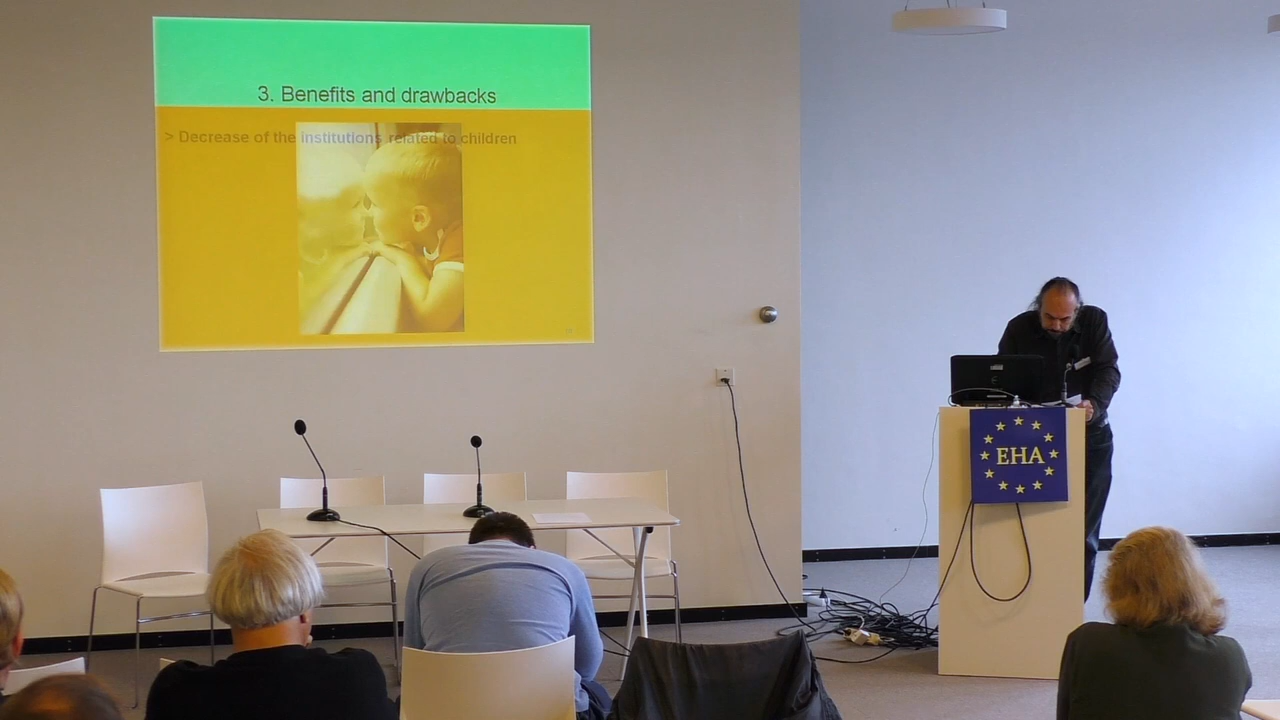 3. Benefits and drawbacks
> Decrease of the institutions related to children
EHA